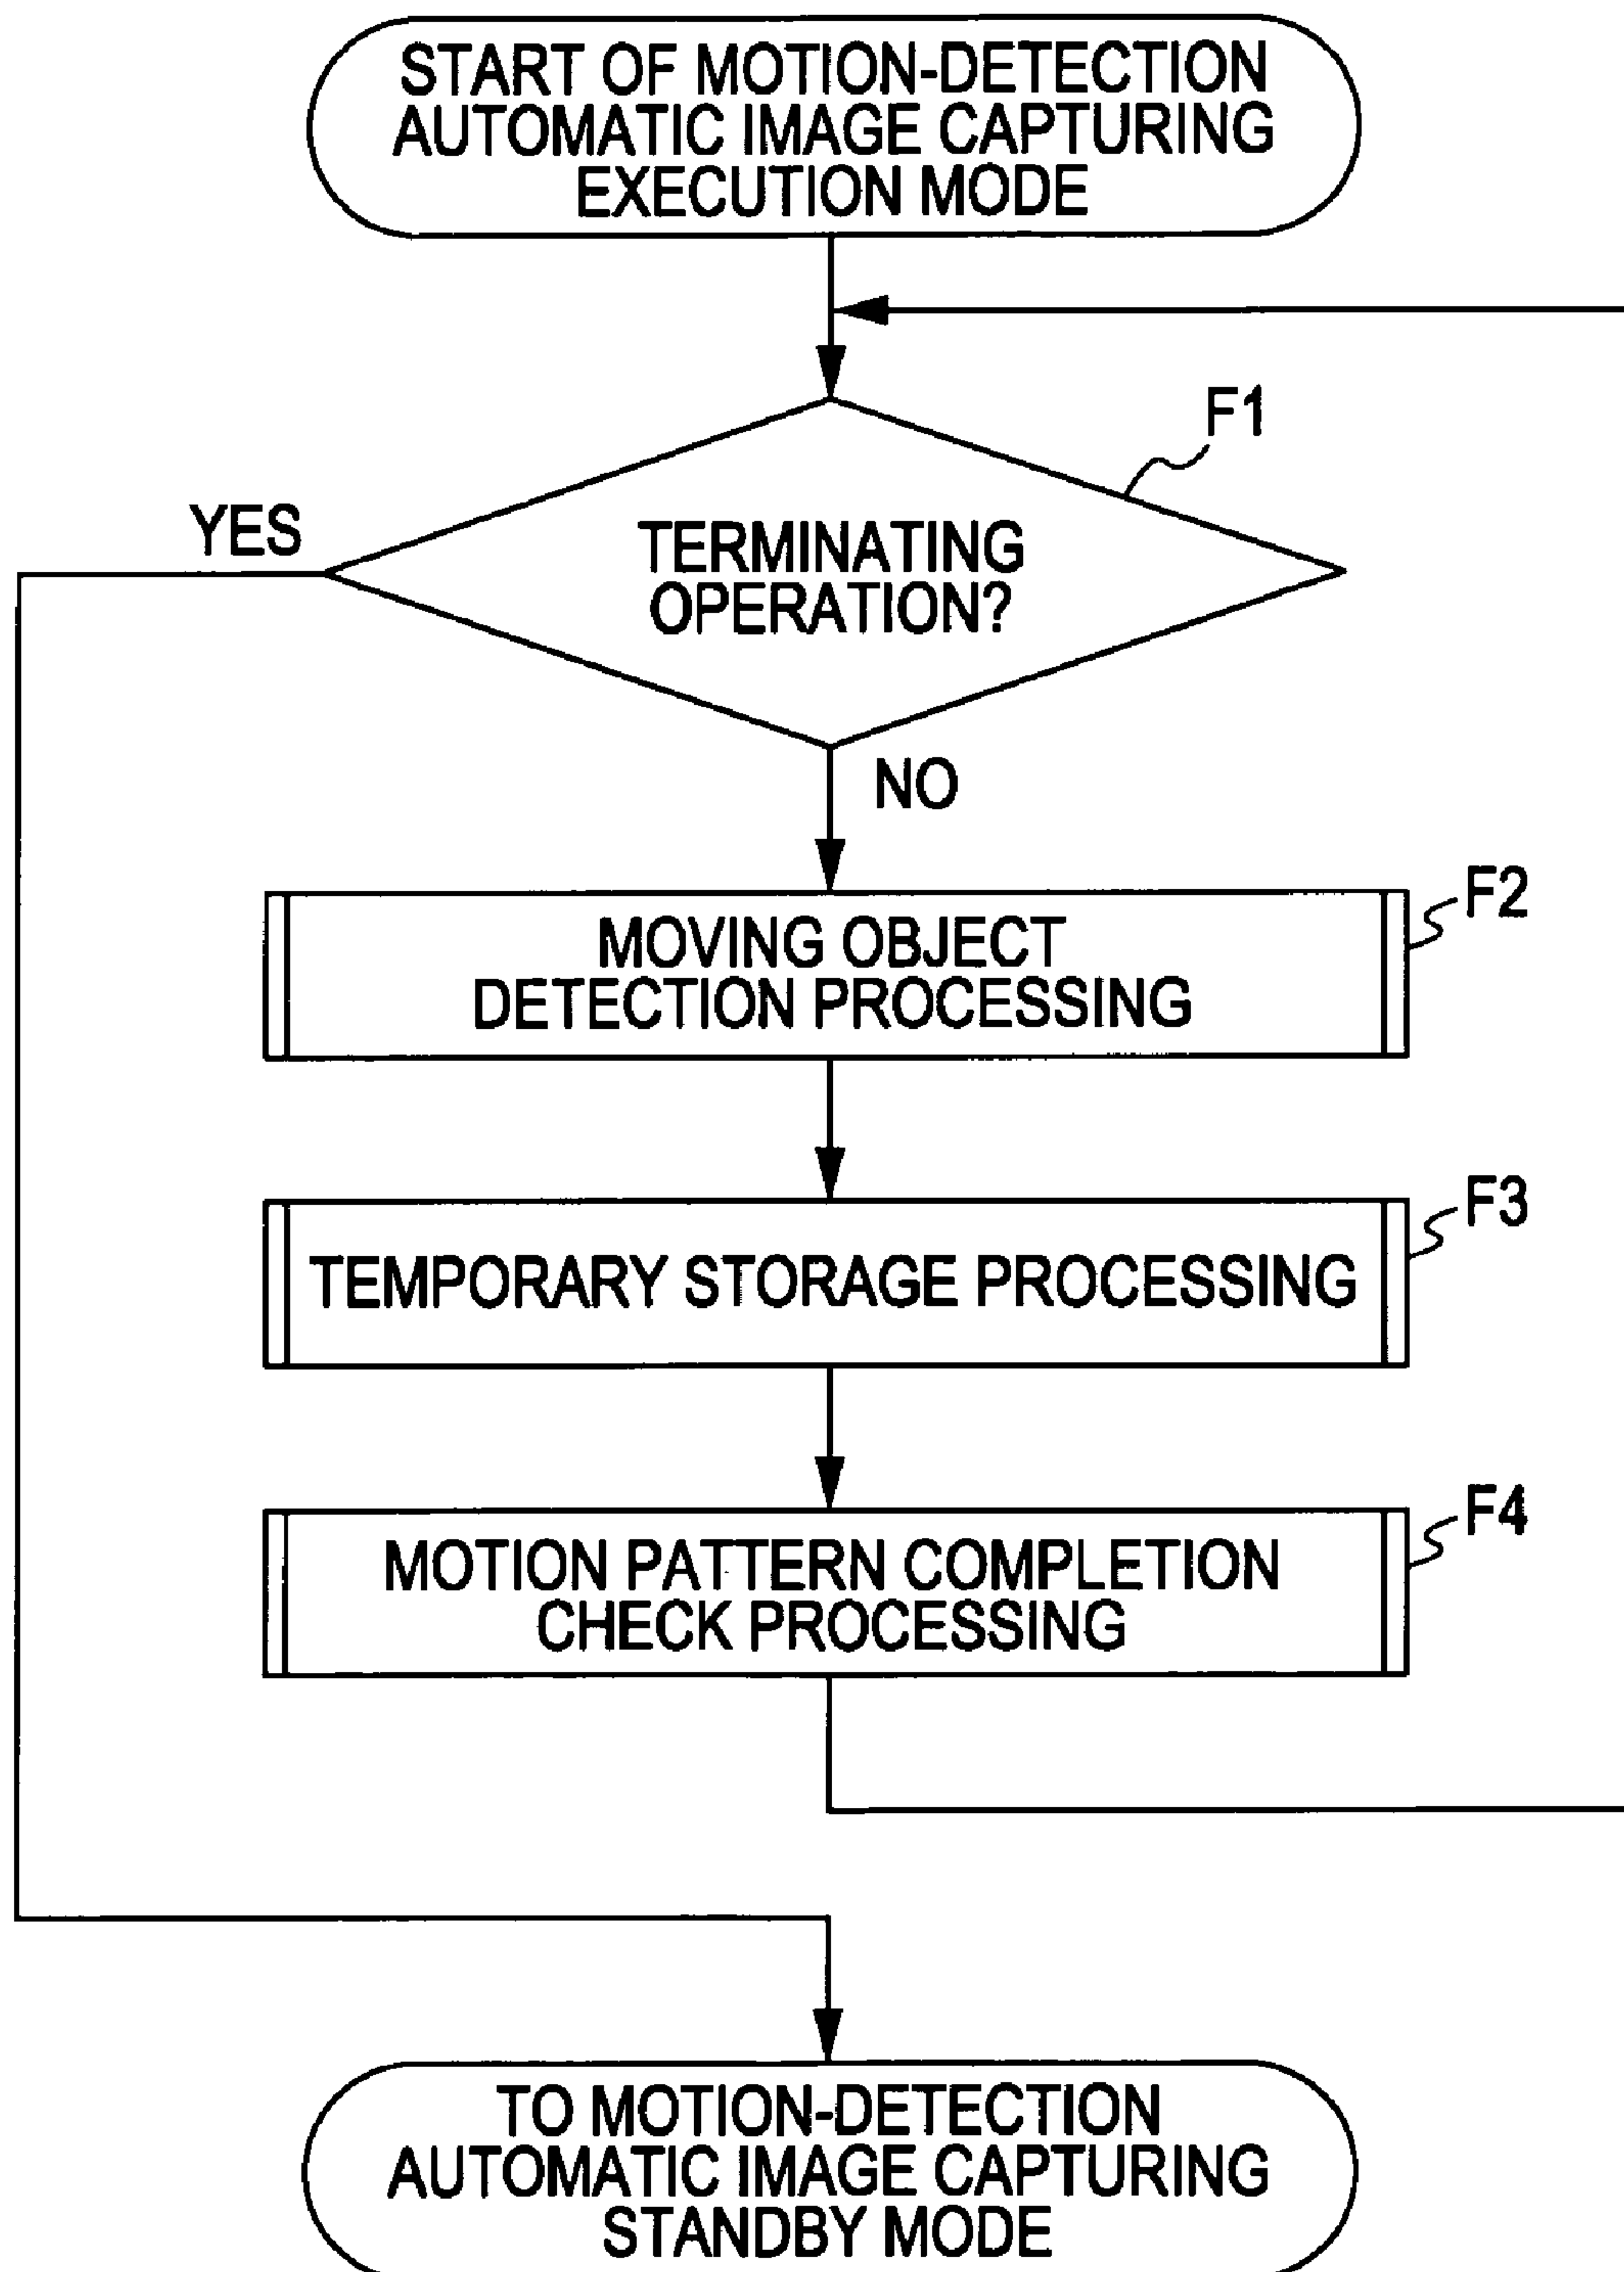 START OF MOTION-DETECTION
AUTOMATIC IMAGE CAPTURING
EXECUTION MODE
F1
YES
TERMINATING
OPERATION?
NO
F2
MOVING OBJECT
DETECTION PROCESSING
F3
TEMPORARY STORAGE PROCESSING
F4
MOTION PATTERN COMPLETION
CHECK PROCESSING
TO MOTION-DETECTION
AUTOMATIC IMAGE CAPTURING
STANDBY MODE